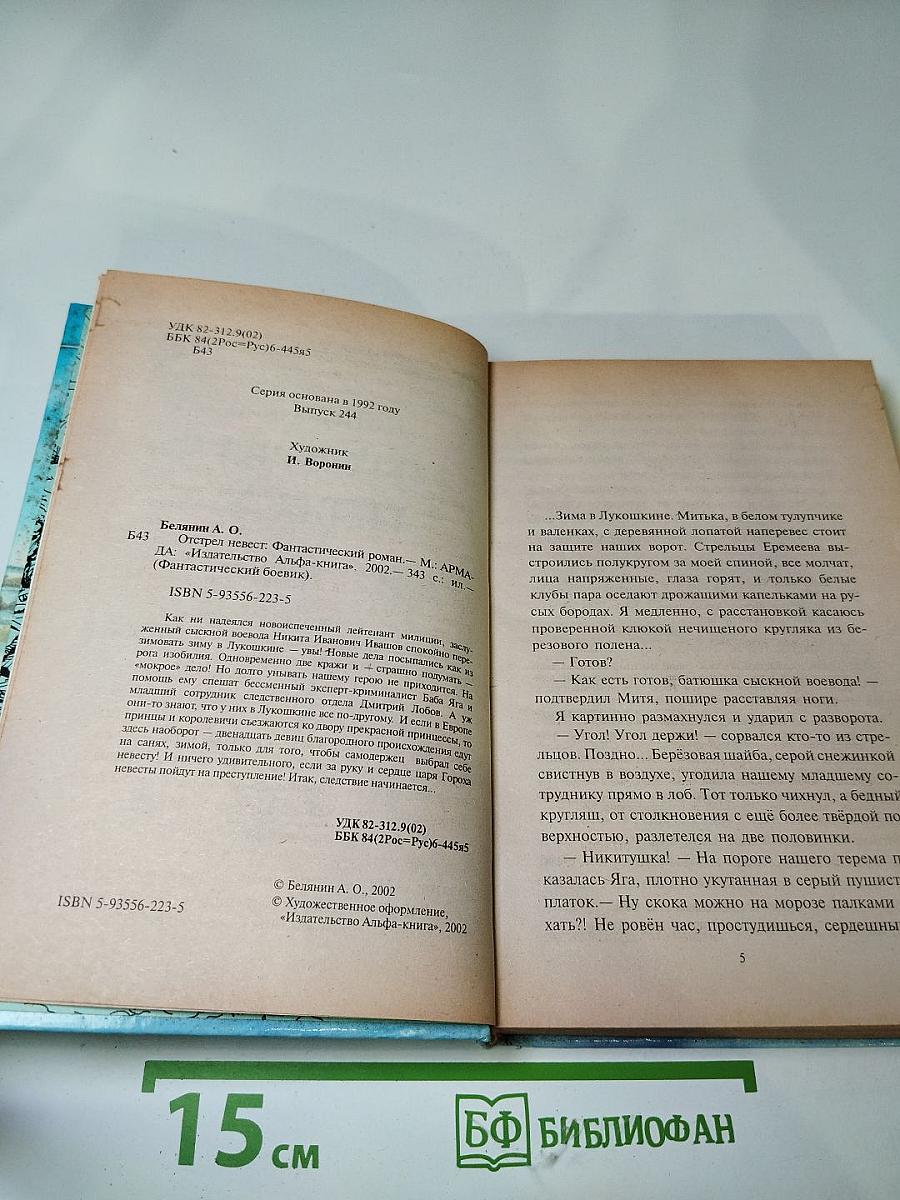 УДК 82-312.9(02)
ББК 84(2Рос=Рус)6-445я5
Б43
Серия основана в 1992 году
Выпуск 244
Художник
И. Воронин
Белянин А. О.
Б43 Отстрел невест: Фантастический роман.— М.: АРМА-
ДА: «Издательство Альфа-книга», 2002.— 343 с.: ил.—
(Фантастический боевик).
ISBN 5-93556-223-5
Как ни надеялся новоиспеченный лейтенант милиции, заслу-
женный сыскной воевода Никита Иванович Ивашов спокойно пере-
зимовать зиму в Лукошкине — увы! Новые дела посыпались как из
рога изобилия. Одновременно две кражи и — страшно подумать —
«мокрое» дело! Но долго унывать нашему герою не приходится. На
помощь ему спешат бессменный эксперт-криминалист Баба Яга и
младший сотрудник следственного отдела Дмитрий Лобов. А уж
они-то знают, что у них в Лукошкине все по-другому. И если в Европе
принцы и королевичи съезжаются ко двору прекрасной принцессы, то
здесь наоборот — двенадцать девиц благородного происхождения едут
на санях, зимой, только для того, чтобы самодержец выбрал себе
невесту! И ничего удивительного, если за руку и сердце царя Гороха
невесты пойдут на преступление! Итак, следствие начинается...
УДК 82-312.9(02)
ББК 84(2Рос=Рус)6-445я5
© Белянин А. О., 2002
ISBN 5-93556-223-5 © Художественное оформление,
«Издательство Альфа-книга», 2002
...Зима в Лукошкине. Митька, в белом тулупчике
и валенках, с деревянной лопатой наперевес стоит
на защите наших ворот. Стрельцы Еремеева вы-
строились полукругом за моей спиной, все молчат,
лица напряженные, глаза горят, и только белые
клубы пара оседают дрожащими капельками на ру-
сых бородах. Я медленно, с расстановкой касаюсь
проверенной клюкой нечищеного кругляка из бе-
резового полена...
— Готов?
— Как есть готов, батюшка сыскной воевода! —
подтвердил Митя, пошире расставляя ноги.
Я картинно размахнулся и ударил с разворота.
— Угол! Угол держи! — сорвался кто-то из стре-
льцов. Поздно... Берёзовая шайба, серой снежинкой
свистнув в воздухе, угодила нашему младшему со-
труднику прямо в лоб. Тот только чихнул, а бедный
кругляш, от столкновения с ещё более твёрдой по
верхностью, разлетелся на две половинки.
— Никитушка! — На пороге нашего терема п
казалась Яга, плотно укутанная в серый пушист
платок.— Ну скока можно на морозе палками
хать?! Не ровён час, простудишься, сердешны
5
15 см
БФ БИБЛИОФАН